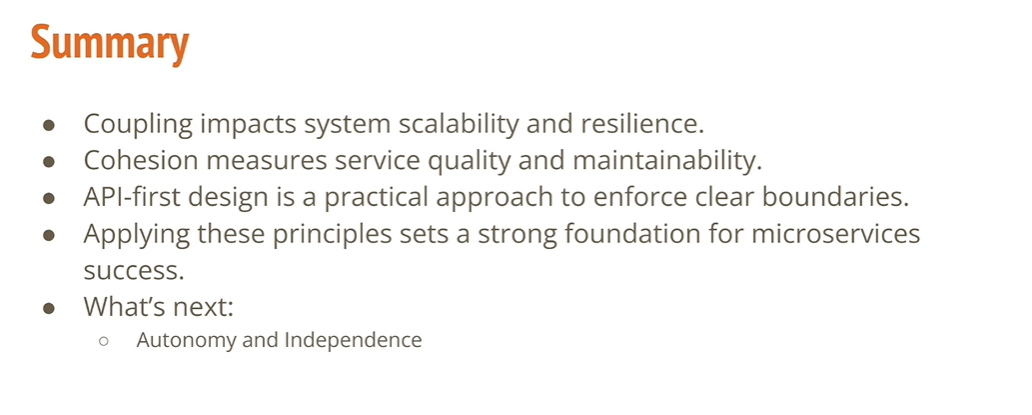 Summary
● Coupling impacts system scalability and resilience.
● Cohesion measures service quality and maintainability.
● API-first design is a practical approach to enforce clear boundaries.
● Applying these principles sets a strong foundation for microservices
success.
● What’s next:
○ Autonomy and Independence